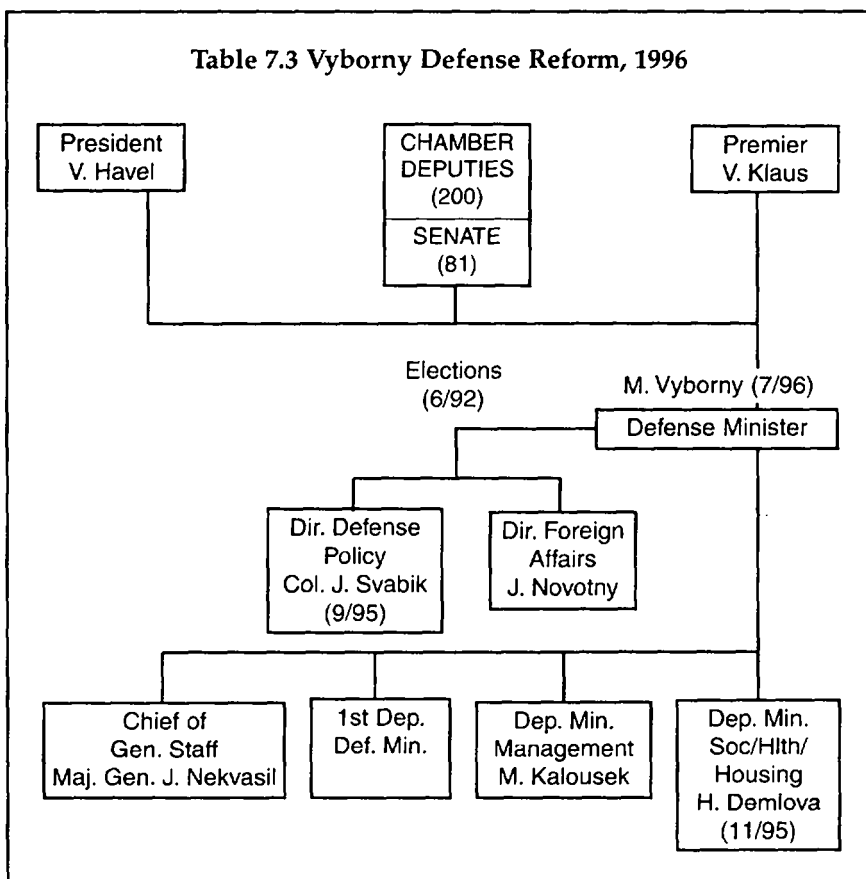 Table 7.3 Vyborny Defense Reform, 1996
President
V. Havel
CHAMBER
DEPUTIES
(200)
SENATE
(81)
Premier
V. Klaus
Elections
(6/92)
M. Vyborny (7/96)
Defense Minister
Dir. Defense
Policy
Col. J. Svabik
(9/95)
Dir. Foreign
Affairs
J. Novotny
Chief of
Gen. Staff
Maj. Gen. J. Nekvasil
1st Dep.
Def. Min.
Dep. Min.
Management
M. Kalousek
Dep. Min.
Soc/Hlth/
Housing
H. Demlova
(11/95)